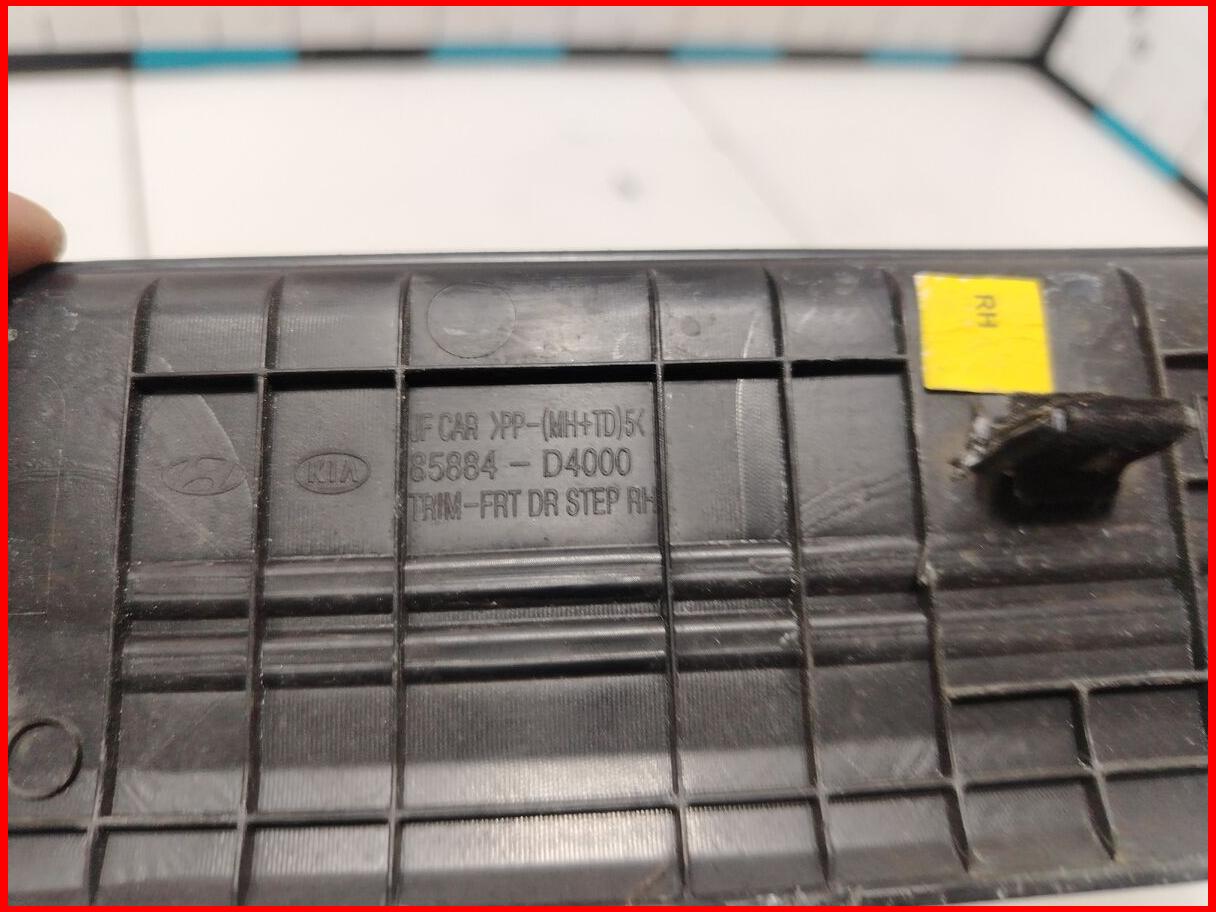 JF CAR >PP-(MH+TD)5<
KIA
85884 - D4000
TRIM-FRT DR STEP RH
RH